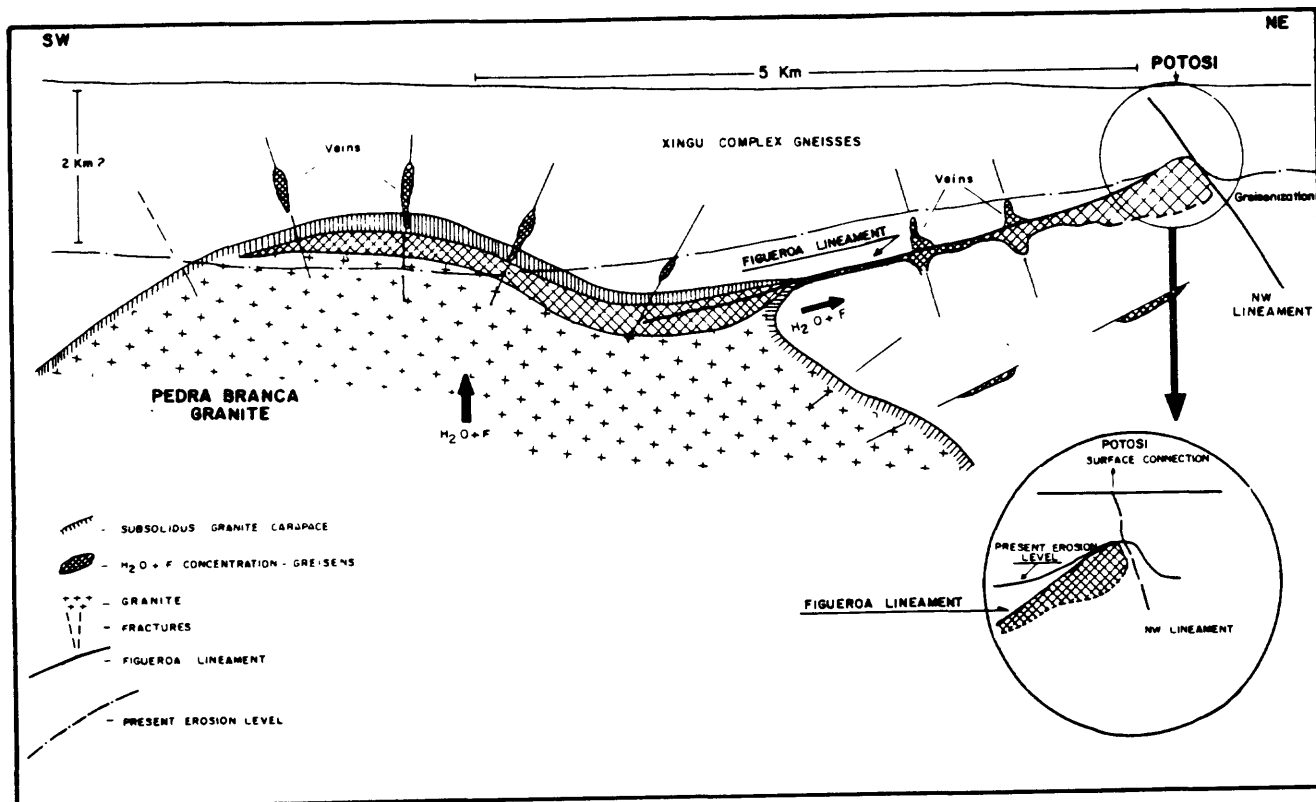 SW
NE
5 Km
POTOSI
2 Km ?
Veins
XINGU COMPLEX GNEISSES
Veins
Greisenization
FIGUEROA LINEAMENT
NW
LINEAMENT
H2O+F
PEDRA BRANCA
GRANITE
H2O+F
POTOSI
SURFACE CONNECTION
PRESENT EROSION
LEVEL
FIGUEROA LINEAMENT
NW LINEAMENT
- SUBSOLIDUS GRANITE CARAPACE
- H2O+F CONCENTRATION - GREISENS
- GRANITE
- FRACTURES
- FIGUEROA LINEAMENT
- PRESENT EROSION LEVEL